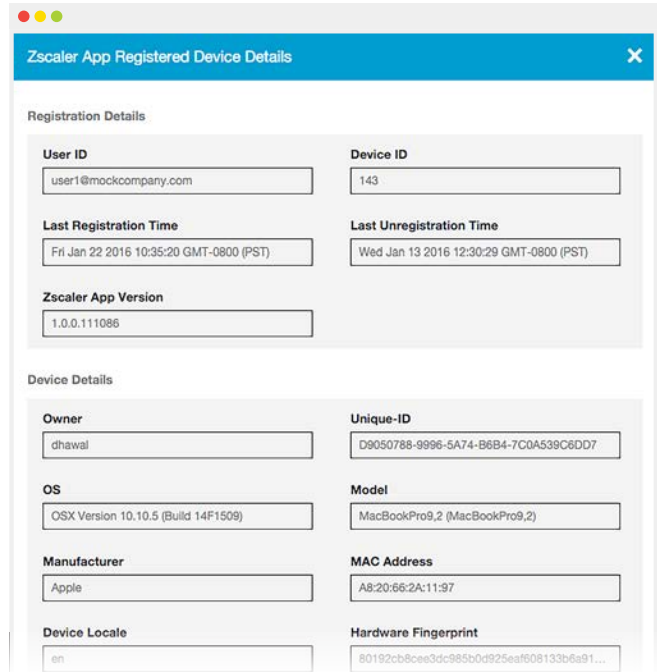 Zscaler App Registered Device Details
Registration Details
User ID
Device ID
user1@mockcompany.com
143
Last Registration Time
Last Unregistration Time
Fri Jan 22 2016 10:35:20 GMT-0800 (PST)
Wed Jan 13 2016 12:30:29 GMT-0800 (PST)
Zscaler App Version
1.0.0.111086
Device Details
Owner
Unique-ID
dhawal
D9050788-9996-5A74-B6B4-7C0A539C6DD7
OS
Model
OSX Version 10.10.5 (Build 14F1509)
MacBookPro9,2 (MacBookPro9,2)
Manufacturer
MAC Address
Apple
A8:20:66:2A:11:97
Device Locale
Hardware Fingerprint
en
80192cb8cee3dc985b0d925eaf608133b6a91...